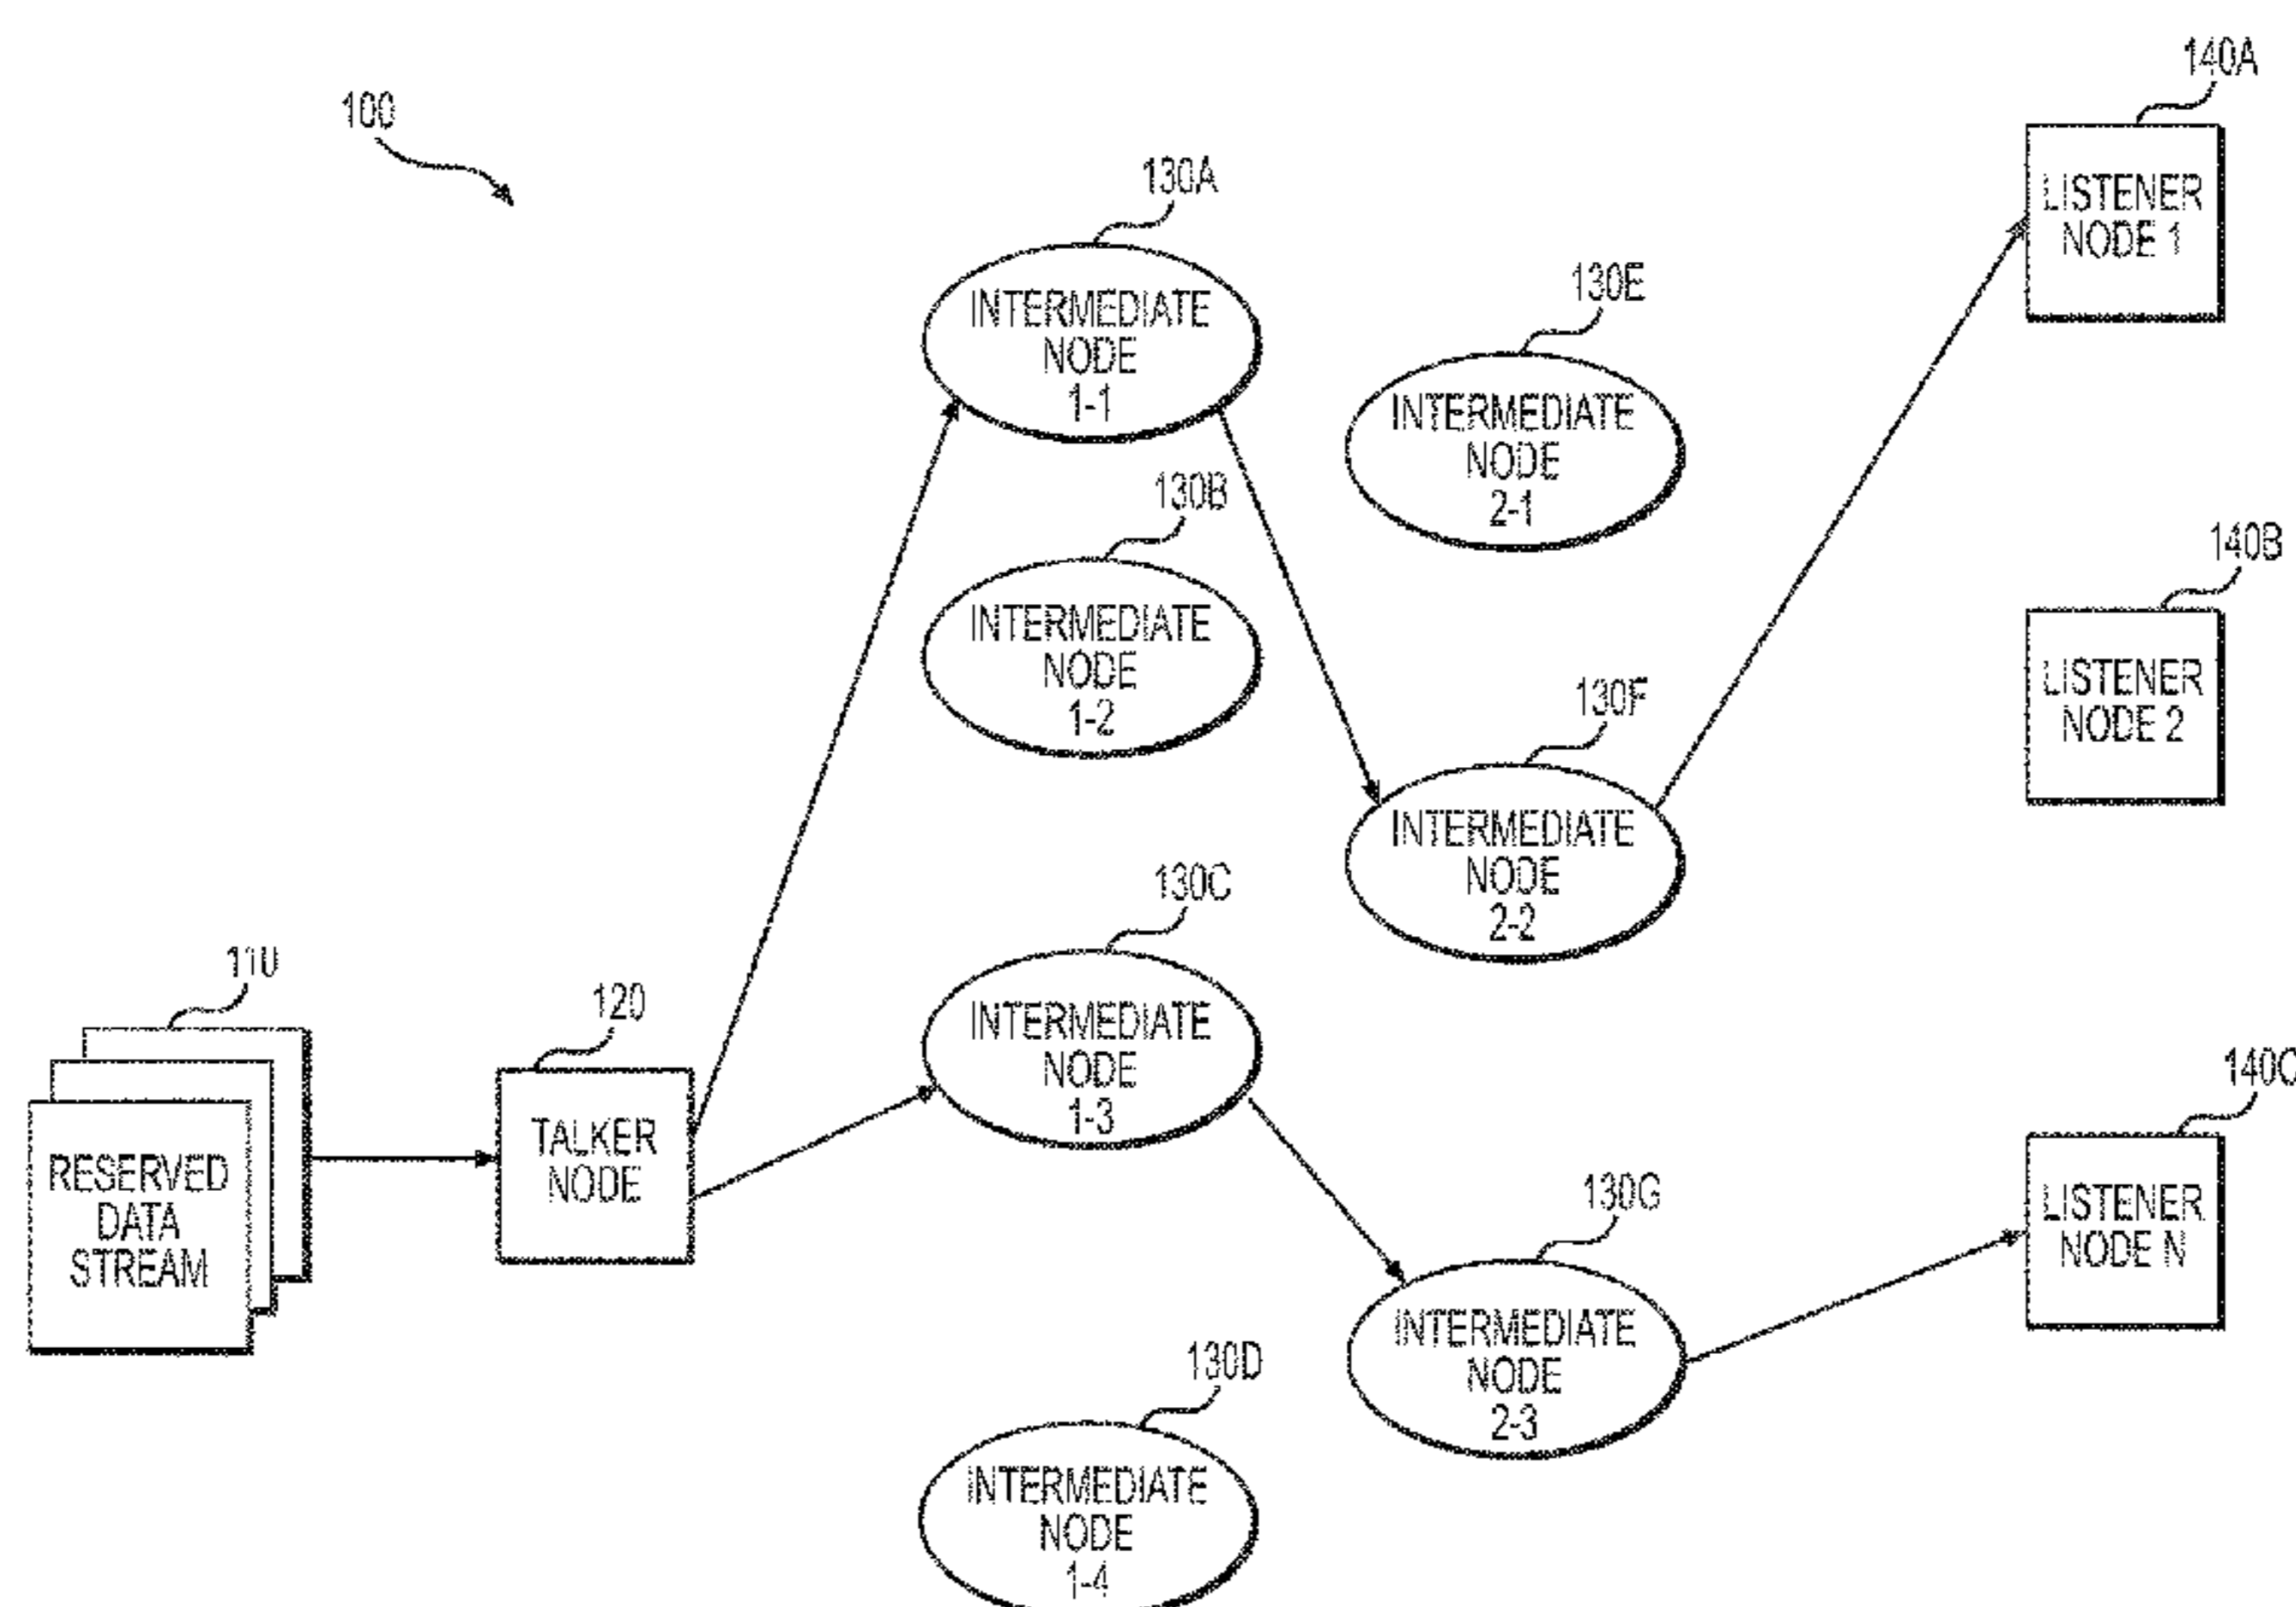 100
140A
LISTENER
NODE 1
130A
INTERMEDIATE
NODE
1-1
130E
INTERMEDIATE
NODE
2-1
130B
INTERMEDIATE
NODE
1-2
140B
LISTENER
NODE 2
130F
INTERMEDIATE
NODE
2-2
130C
INTERMEDIATE
NODE
1-3
110
RESERVED
DATA
STREAM
120
TALKER
NODE
140C
LISTENER
NODE N
130G
INTERMEDIATE
NODE
2-3
130D
INTERMEDIATE
NODE
1-4